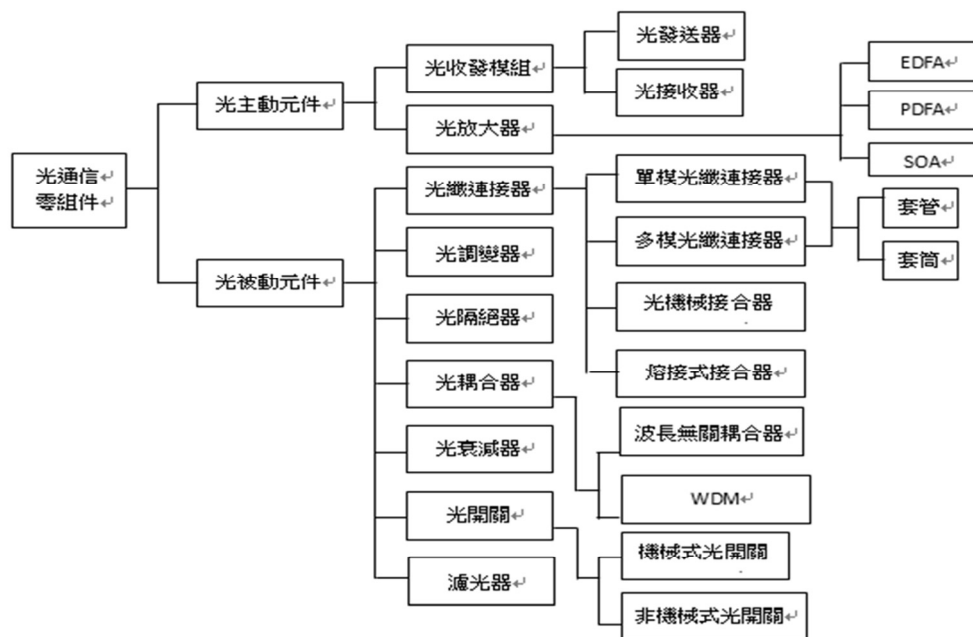 光通信
零組件
光主動元件
光收發模組
光發送器
光接收器
光放大器
EDFA
PDFA
SOA
光被動元件
光纖連接器
單模光纖連接器
多模光纖連接器
套管
套筒
光機械接合器
熔接式接合器
光調變器
光隔絕器
光耦合器
波長無關耦合器
WDM
光衰減器
光開關
機械式光開關
非機械式光開關
濾光器